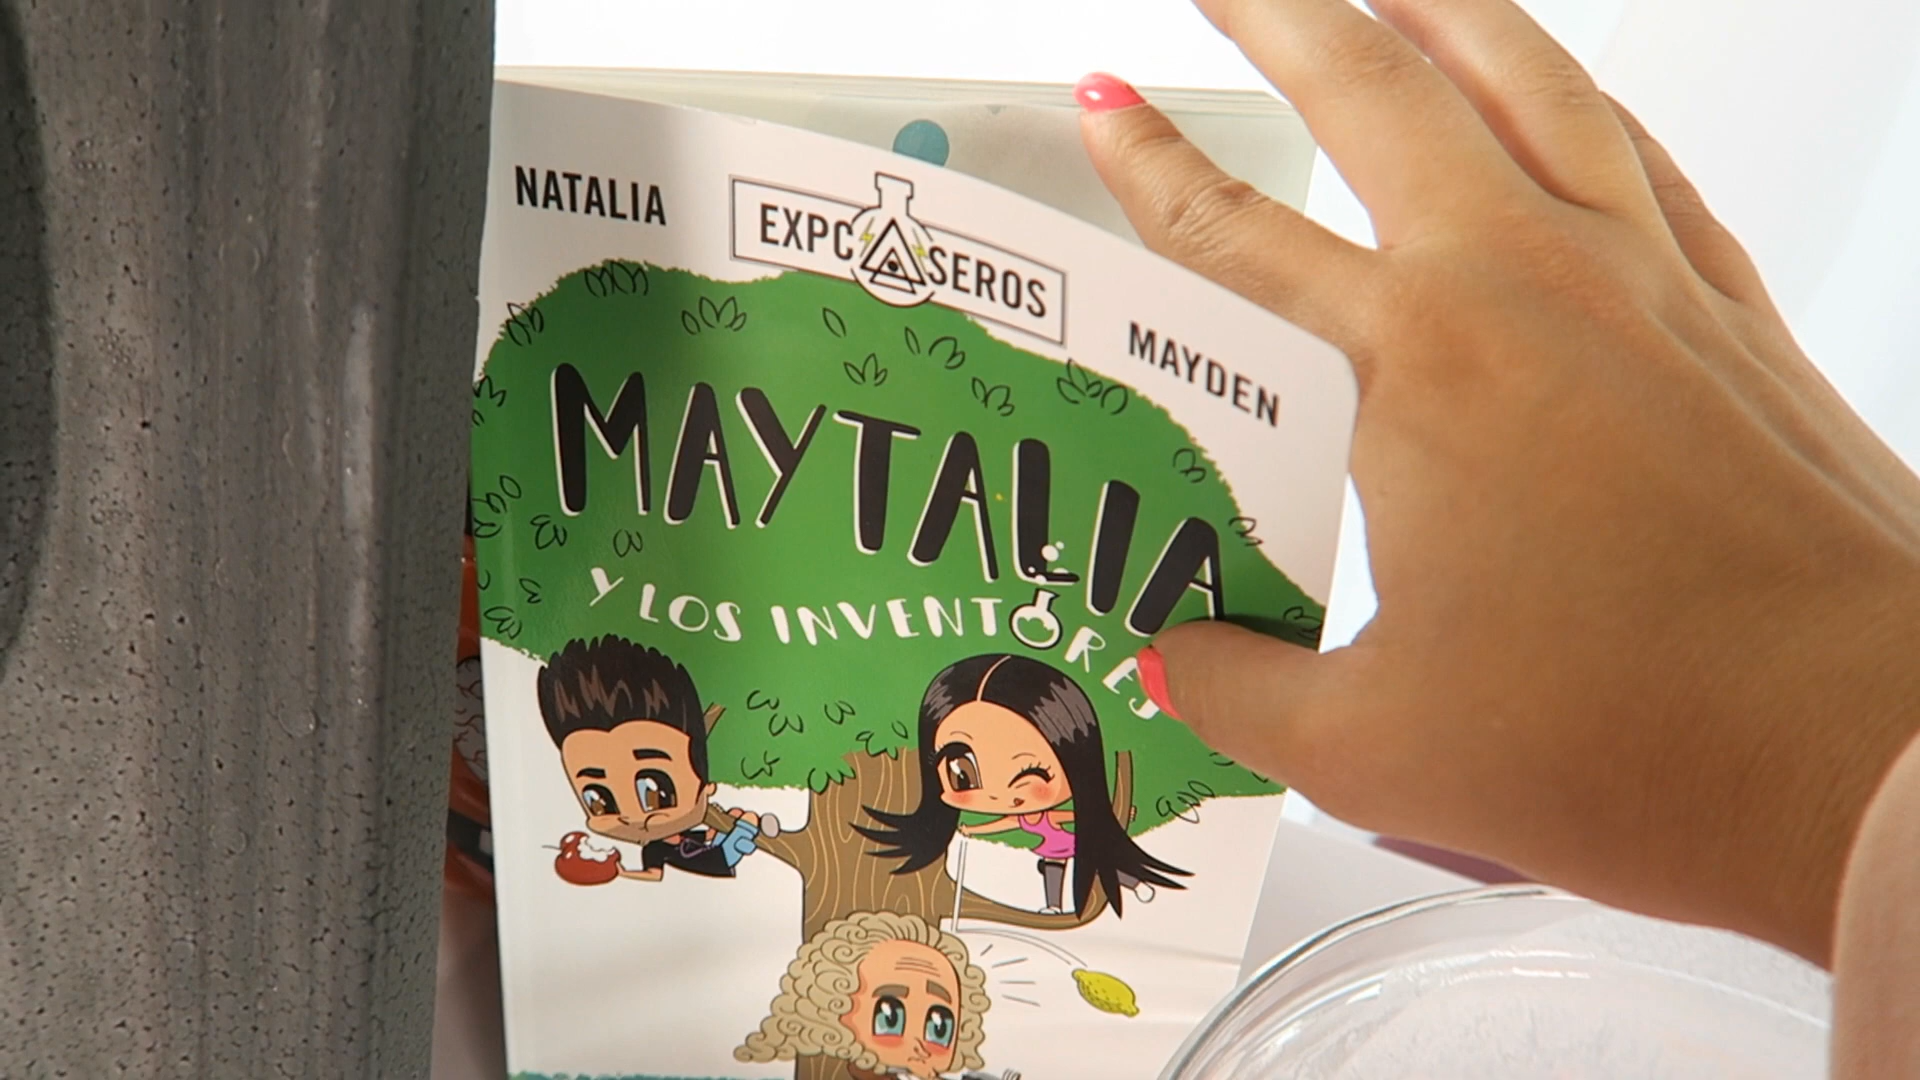 NATALIA
EXPCASEROS
MAYDEN
MAYTALIA
Y LOS INVENTORES